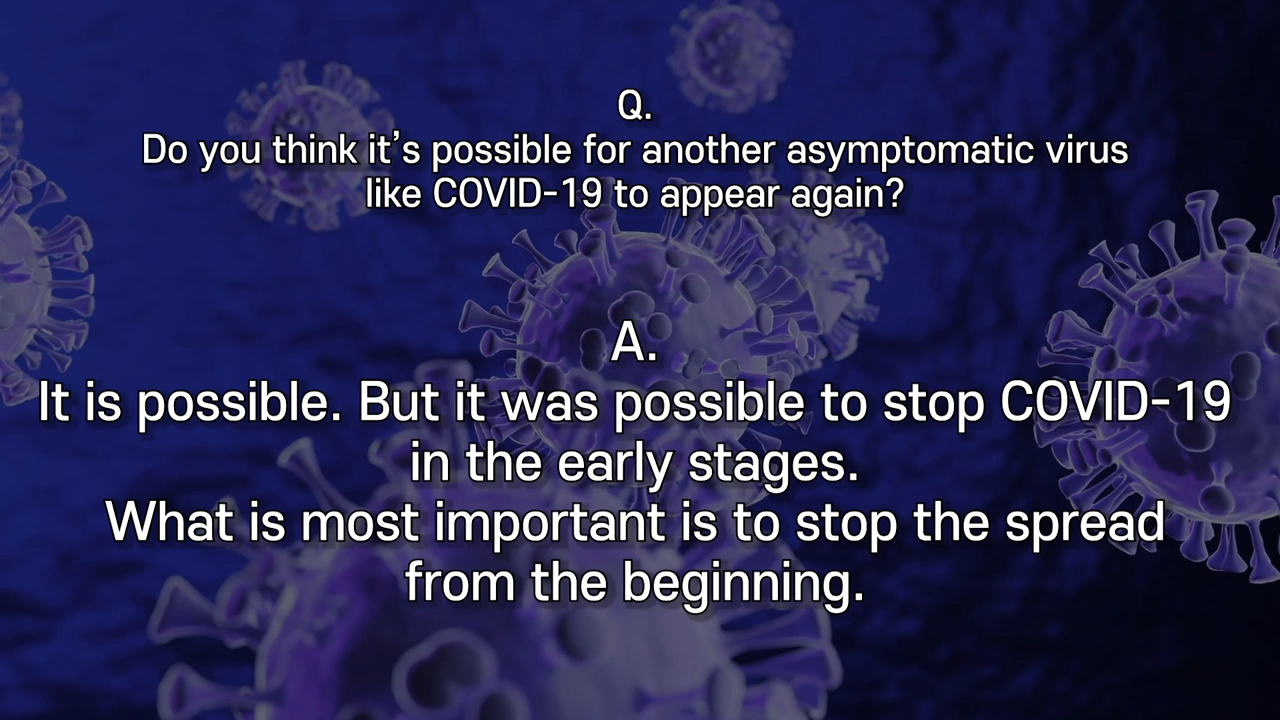 Q.
Do you think it’s possible for another asymptomatic virus
like COVID-19 to appear again?
A.
It is possible. But it was possible to stop COVID-19
in the early stages.
What is most important is to stop the spread
from the beginning.